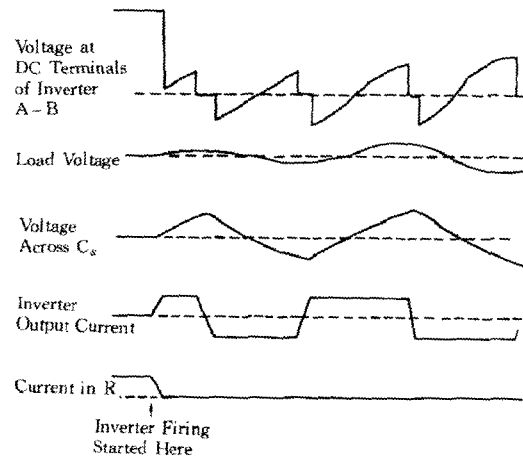 Voltage at
DC Terminals
of Inverter
A-B
Load Voltage
Voltage
Across Cs
Inverter
Output Current
Current in R
Inverter Firing
Started Here